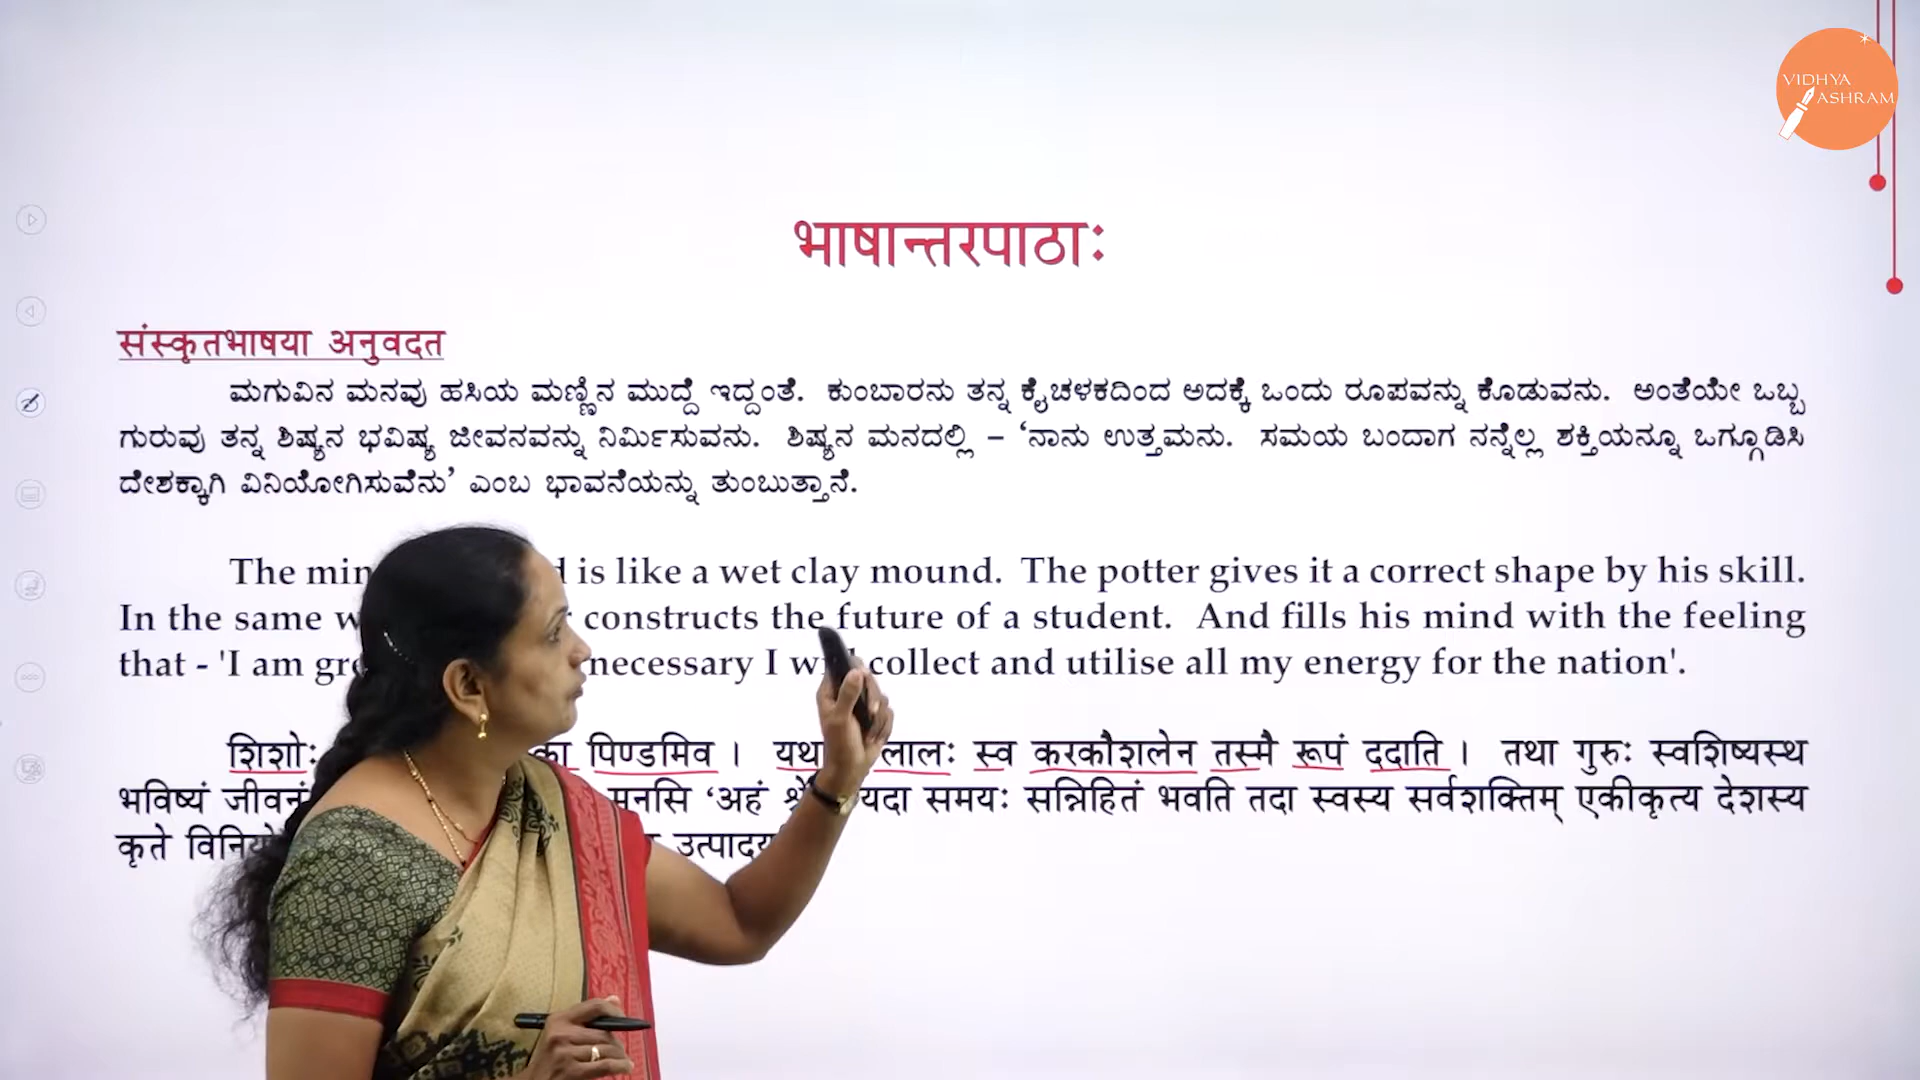 VIDHYA
ASHRAM
भाषान्तरपाठाः
संस्कृतभाषया अनुवदत
ಮಗುವಿನ ಮನವು ಹಸಿಯ ಮಣ್ಣಿನ ಮುದ್ದೆ ಇದ್ದಂತೆ. ಕುಂಬಾರನು ತನ್ನ ಕೈಚಳಕದಿಂದ ಅದಕ್ಕೆ ಒಂದು ರೂಪವನ್ನು ಕೊಡುವನು. ಅಂತೆಯೇ ಒಬ್ಬ
ಗುರುವು ತನ್ನ ಶಿಷ್ಯನ ಭವಿಷ್ಯ ಜೀವನವನ್ನು ನಿರ್ಮಿಸುವನು. ಶಿಷ್ಯನ ಮನದಲ್ಲಿ – ‘ನಾನು ಉತ್ತಮನು. ಸಮಯ ಬಂದಾಗ ನನ್ನೆಲ್ಲ ಶಕ್ತಿಯನ್ನೂ ಒಗ್ಗೂಡಿಸಿ
ದೇಶಕ್ಕಾಗಿ ವಿನಿಯೋಗಿಸುವೆನು’ ಎಂಬ ಭಾವನೆಯನ್ನು ತುಂಬುತ್ತಾನೆ.
The is like a wet clay mound. The potter gives it a correct shape by his skill.
In the same constructs the future of a student. And fills his mind with the feeling
that - 'I am necessary I will collect and utilise all my energy for the nation'.
शिशोः पिण्डमिव । स्व करकौशलेन तस्मै रूपं ददाति । तथा गुरुः स्वशिष्यस्थ
भविष्यं मनसि ‘अहं यदा समयः सन्निहितं भवति तदा स्वस्य सर्वशक्तिम् एकीकृत्य देशस्य
कृते